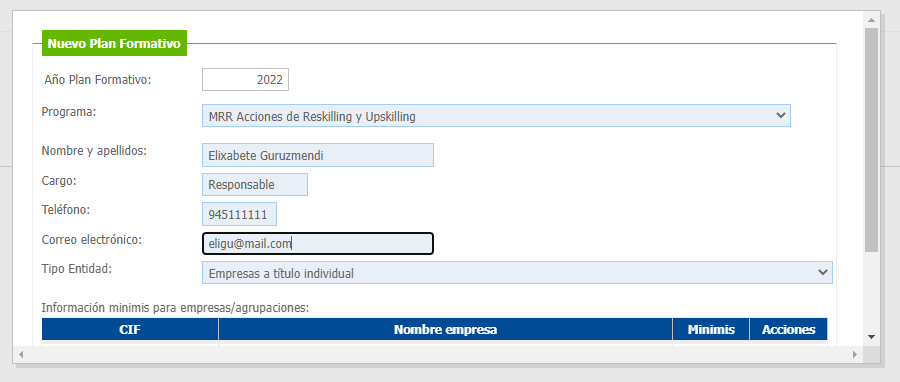 Nuevo Plan Formativo
Año Plan Formativo: 2022
Programa: MRR Acciones de Reskilling y Upskilling
Nombre y apellidos: Elixabete Guruzmendi
Cargo: Responsable
Teléfono: 945111111
Correo electrónico: eligu@mail.com
Tipo Entidad: Empresas a título individual
Información minimis para empresas/agrupaciones:
CIF Nombre empresa Minimis Acciones